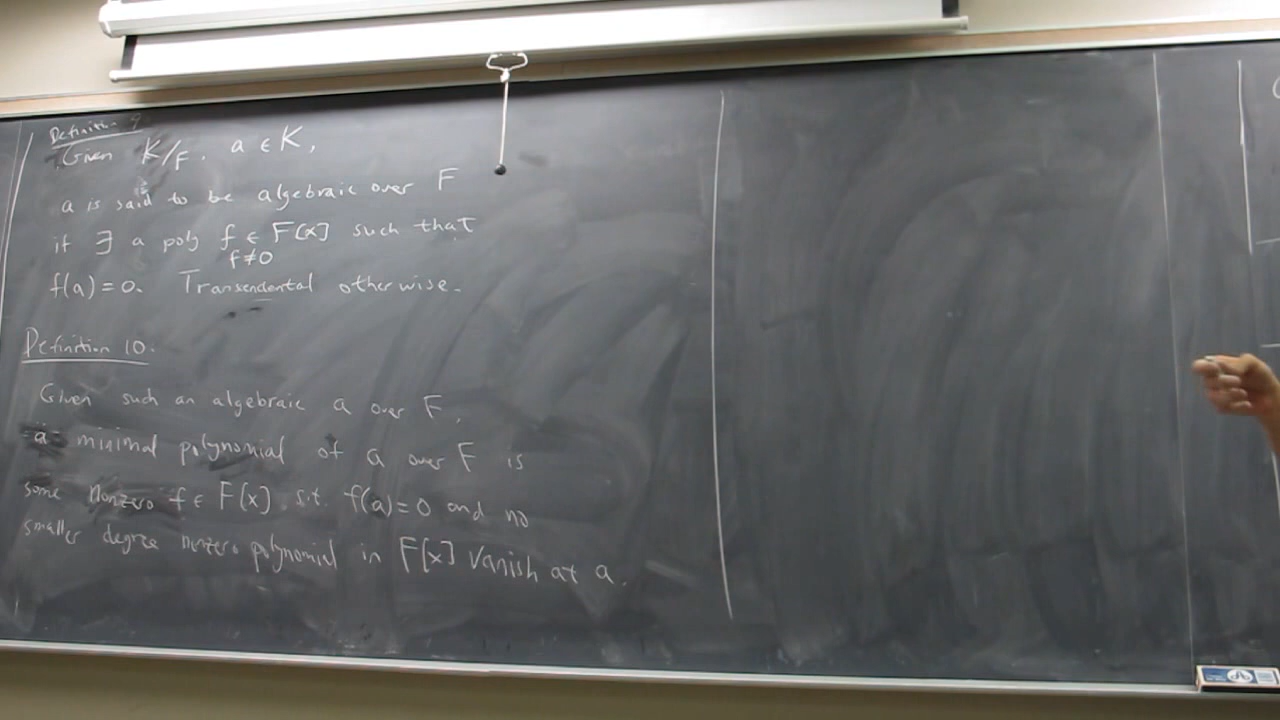 Definition 9
Given K/F, a ∈ K,
a is said to be algebraic over F
if ∃ a poly f ∈ F[x] such that
f≠0
f(a)=0. Transendental otherwise.
Definition 10.
Given such an algebraic a over F,
a minimal polynomial of a over F is
some nonzero f ∈ F[x] s.t. f(a)=0 and no
smaller degree nonzero polynomial in F[x] vanish at a.